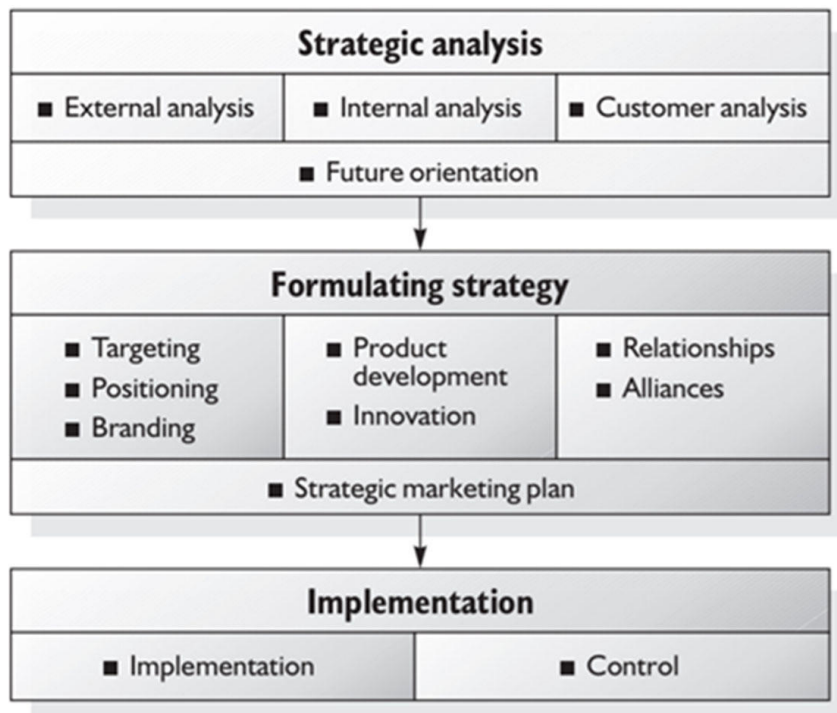 Strategic analysis
■ External analysis
■ Internal analysis
■ Customer analysis
■ Future orientation
Formulating strategy
■ Targeting
■ Positioning
■ Branding
■ Product
development
■ Innovation
■ Relationships
■ Alliances
■ Strategic marketing plan
Implementation
■ Implementation
■ Control